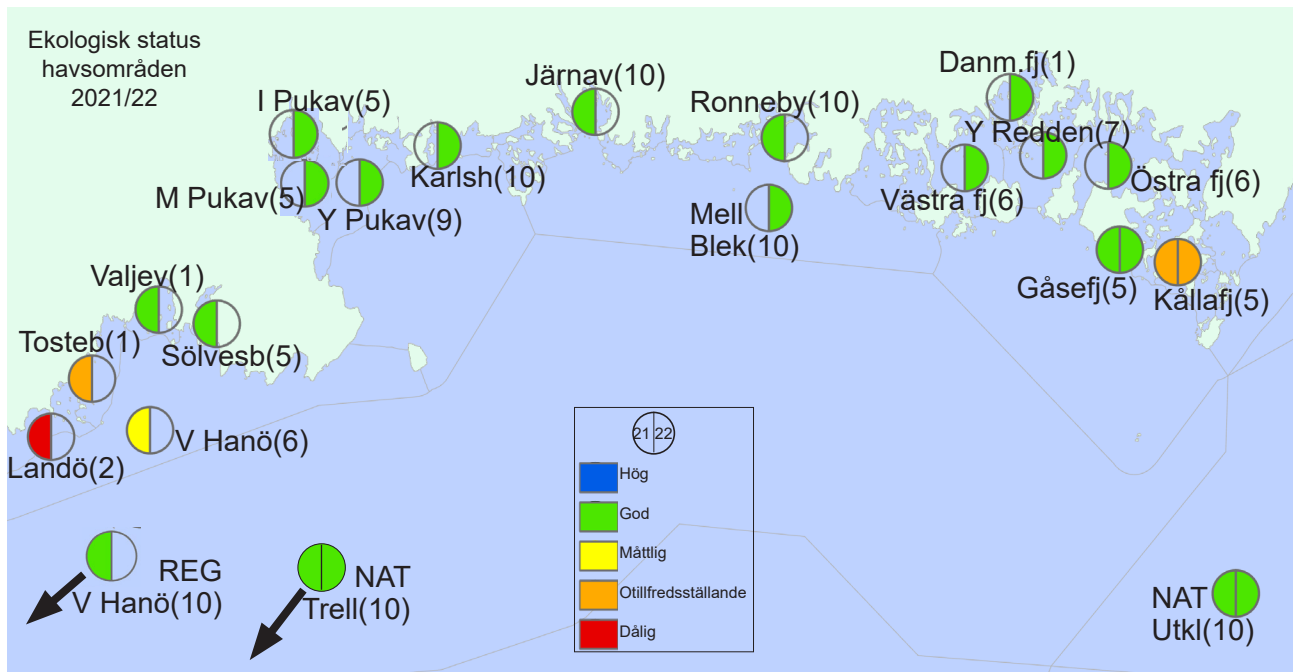 Ekologisk status
havsområden
2021/22
Järnav(10)
Danm.fj(1)
I Pukav(5)
Ronneby(10)
Y Redden(7)
Karlsh(10)
Östra fj(6)
M Pukav(5)
Västra fj(6)
Y Pukav(9)
Mell
Blek(10)
Valjev(1)
Gåsefj(5)
Kållafj(5)
Tosteb(1)
Sölvesb(5)
V Hanö(6)
Landö(2)
21 22
Hög
God
Måttlig
Otillfredsställande
Dålig
REG
V Hanö(10)
NAT
Trell(10)
NAT
Utkl(10)